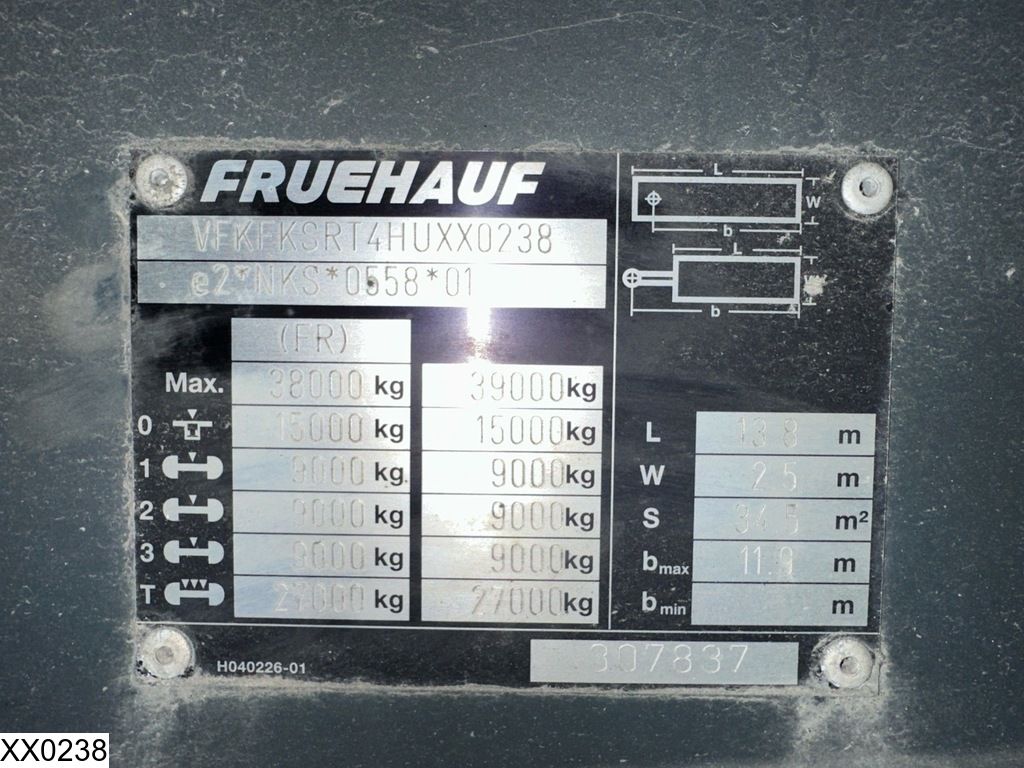 FRUEHAUF
VFKFKSRT4HUXX0238
e2*NKS*0558*01
(FR)
Max. 38000 kg 39000 kg
0 15000 kg 15000 kg
1 9000 kg 9000 kg
2 9000 kg 9000 kg
3 9000 kg 9000 kg
T 27000 kg 27000 kg
L
W
b
L
W
b
L 13.8 m
W 2.5 m
S 34.5 m²
b max 11.9 m
b min m
H040226-01
307837
XX0238